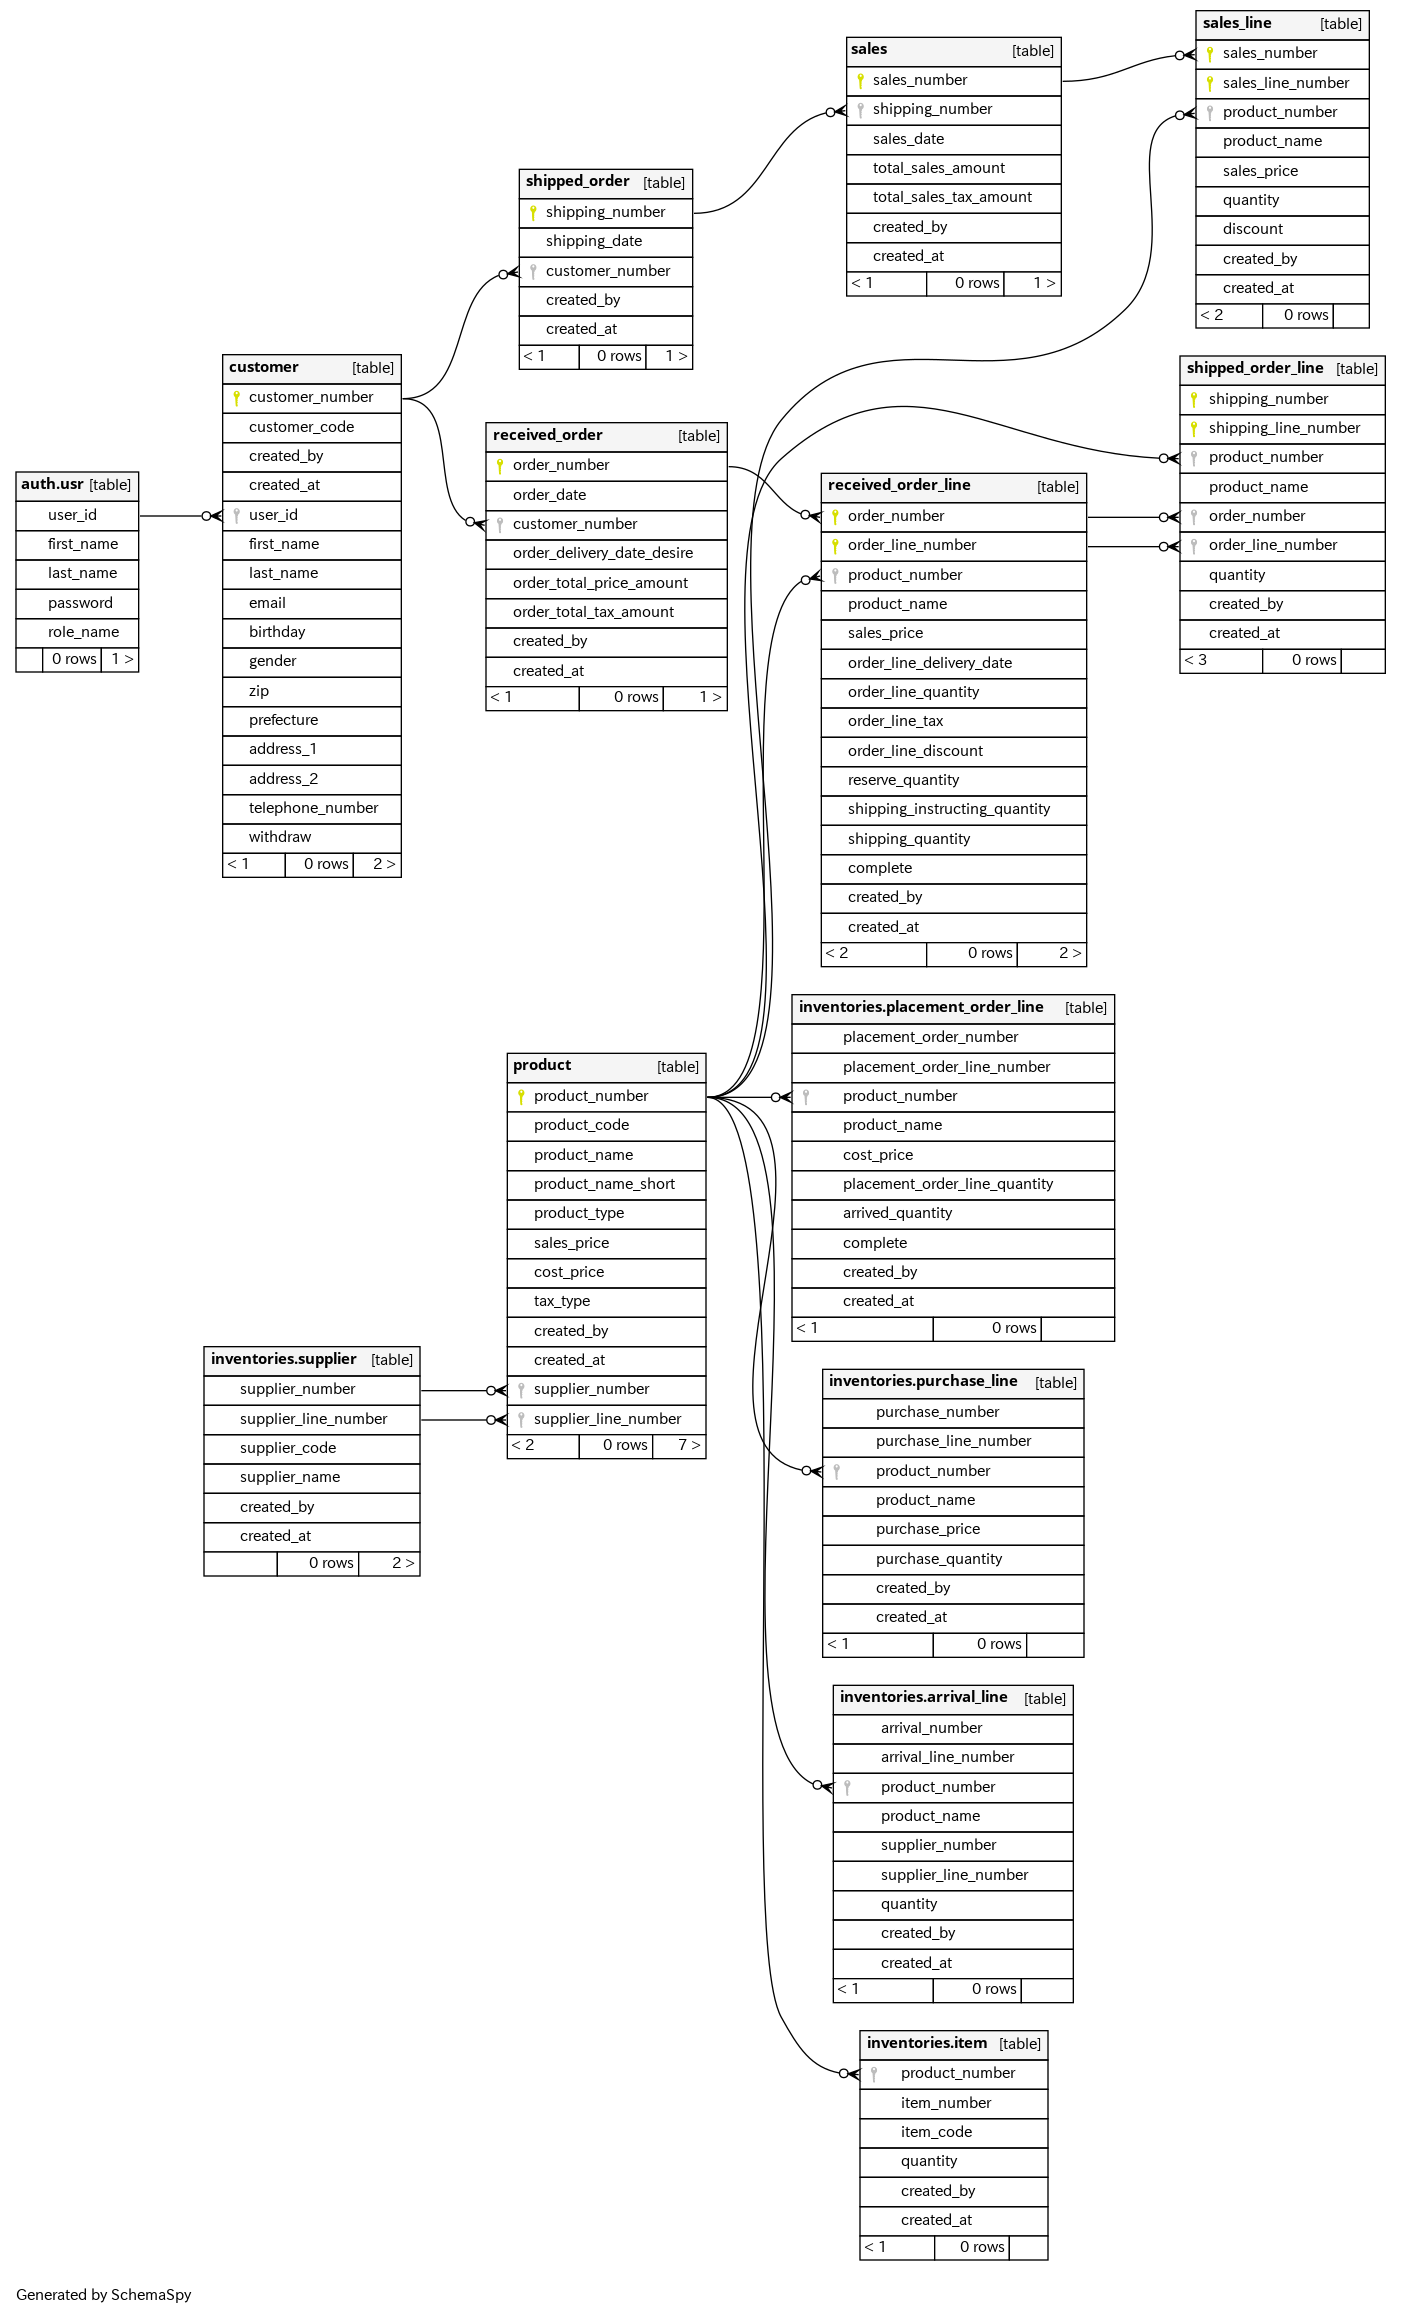 sales_line [table]
sales_number
sales_line_number
product_number
product_name
sales_price
quantity
discount
created_by
created_at
< 2 0 rows
sales [table]
sales_number
shipping_number
sales_date
total_sales_amount
total_sales_tax_amount
created_by
created_at
< 1 0 rows 1 >
shipped_order [table]
shipping_number
shipping_date
customer_number
created_by
created_at
< 1 0 rows 1 >
customer [table]
customer_number
customer_code
created_by
created_at
user_id
first_name
last_name
email
birthday
gender
zip
prefecture
address_1
address_2
telephone_number
withdraw
< 1 0 rows 2 >
auth.usr [table]
user_id
first_name
last_name
password
role_name
0 rows 1 >
received_order [table]
order_number
order_date
customer_number
order_delivery_date_desire
order_total_price_amount
order_total_tax_amount
created_by
created_at
< 1 0 rows 1 >
shipped_order_line [table]
shipping_number
shipping_line_number
product_number
product_name
order_number
order_line_number
quantity
created_by
created_at
< 3 0 rows
received_order_line [table]
order_number
order_line_number
product_number
product_name
sales_price
order_line_delivery_date
order_line_quantity
order_line_tax
order_line_discount
reserve_quantity
shipping_instructing_quantity
shipping_quantity
complete
created_by
created_at
< 2 0 rows 2 >
inventories.placement_order_line [table]
placement_order_number
placement_order_line_number
product_number
product_name
cost_price
placement_order_line_quantity
arrived_quantity
complete
created_by
created_at
< 1 0 rows
product [table]
product_number
product_code
product_name
product_name_short
product_type
sales_price
cost_price
tax_type
created_by
created_at
supplier_number
supplier_line_number
< 2 0 rows 7 >
inventories.supplier [table]
supplier_number
supplier_line_number
supplier_code
supplier_name
created_by
created_at
0 rows 2 >
inventories.purchase_line [table]
purchase_number
purchase_line_number
product_number
product_name
purchase_price
purchase_quantity
created_by
created_at
< 1 0 rows
inventories.arrival_line [table]
arrival_number
arrival_line_number
product_number
product_name
supplier_number
supplier_line_number
quantity
created_by
created_at
< 1 0 rows
inventories.item [table]
product_number
item_number
item_code
quantity
created_by
created_at
< 1 0 rows
Generated by SchemaSpy